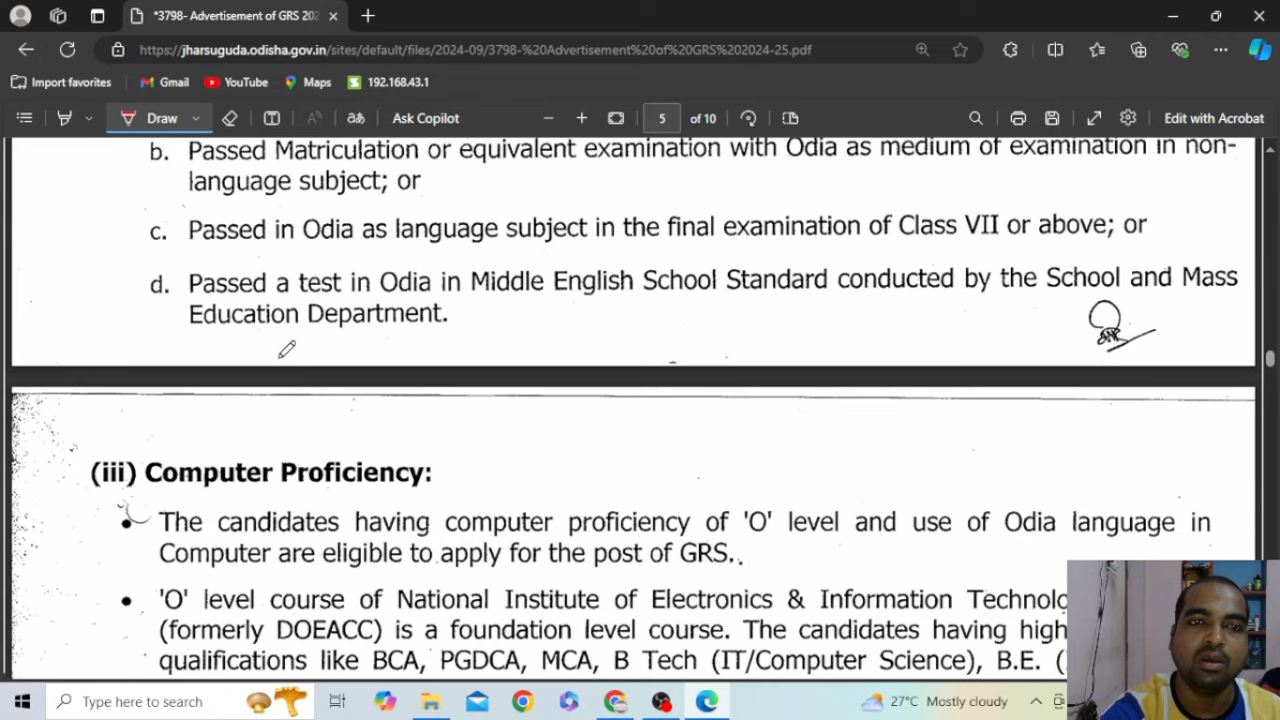 *3798- Advertisement of GRS 202
https://jharsuguda.odisha.gov.in/sites/default/files/2024-09/3798-%20Advertisement%20of%20GRS%202024-25.pdf
Import favorites
Gmail
YouTube
Maps
192.168.43.1
Draw
Ask Copilot
5 of 10
Edit with Acrobat
b. Passed Matriculation or equivalent examination with Odia as medium of examination in non-
language subject; or
c. Passed in Odia as language subject in the final examination of Class VII or above; or
d. Passed a test in Odia in Middle English School Standard conducted by the School and Mass
Education Department.
(iii) Computer Proficiency:
• The candidates having computer proficiency of 'O' level and use of Odia language in
Computer are eligible to apply for the post of GRS.
• 'O' level course of National Institute of Electronics & Information Technolo
(formerly DOEACC) is a foundation level course. The candidates having high
qualifications like BCA, PGDCA, MCA, B Tech (IT/Computer Science), B.E. (
Type here to search
27°C Mostly cloudy